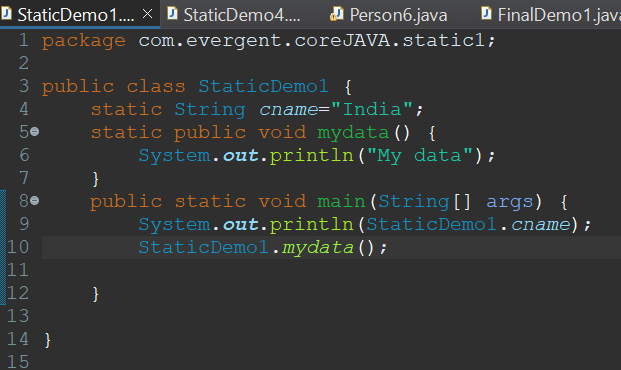 StaticDemo1.... StaticDemo4.... Person6.java FinalDemo1.java
1 package com.evergent.coreJAVA.static1;
2
3 public class StaticDemo1 {
4 static String cname="India";
5 static public void mydata() {
6 System.out.println("My data");
7 }
8 public static void main(String[] args) {
9 System.out.println(StaticDemo1.cname);
10 StaticDemo1.mydata();
11
12 }
13
14 }
15